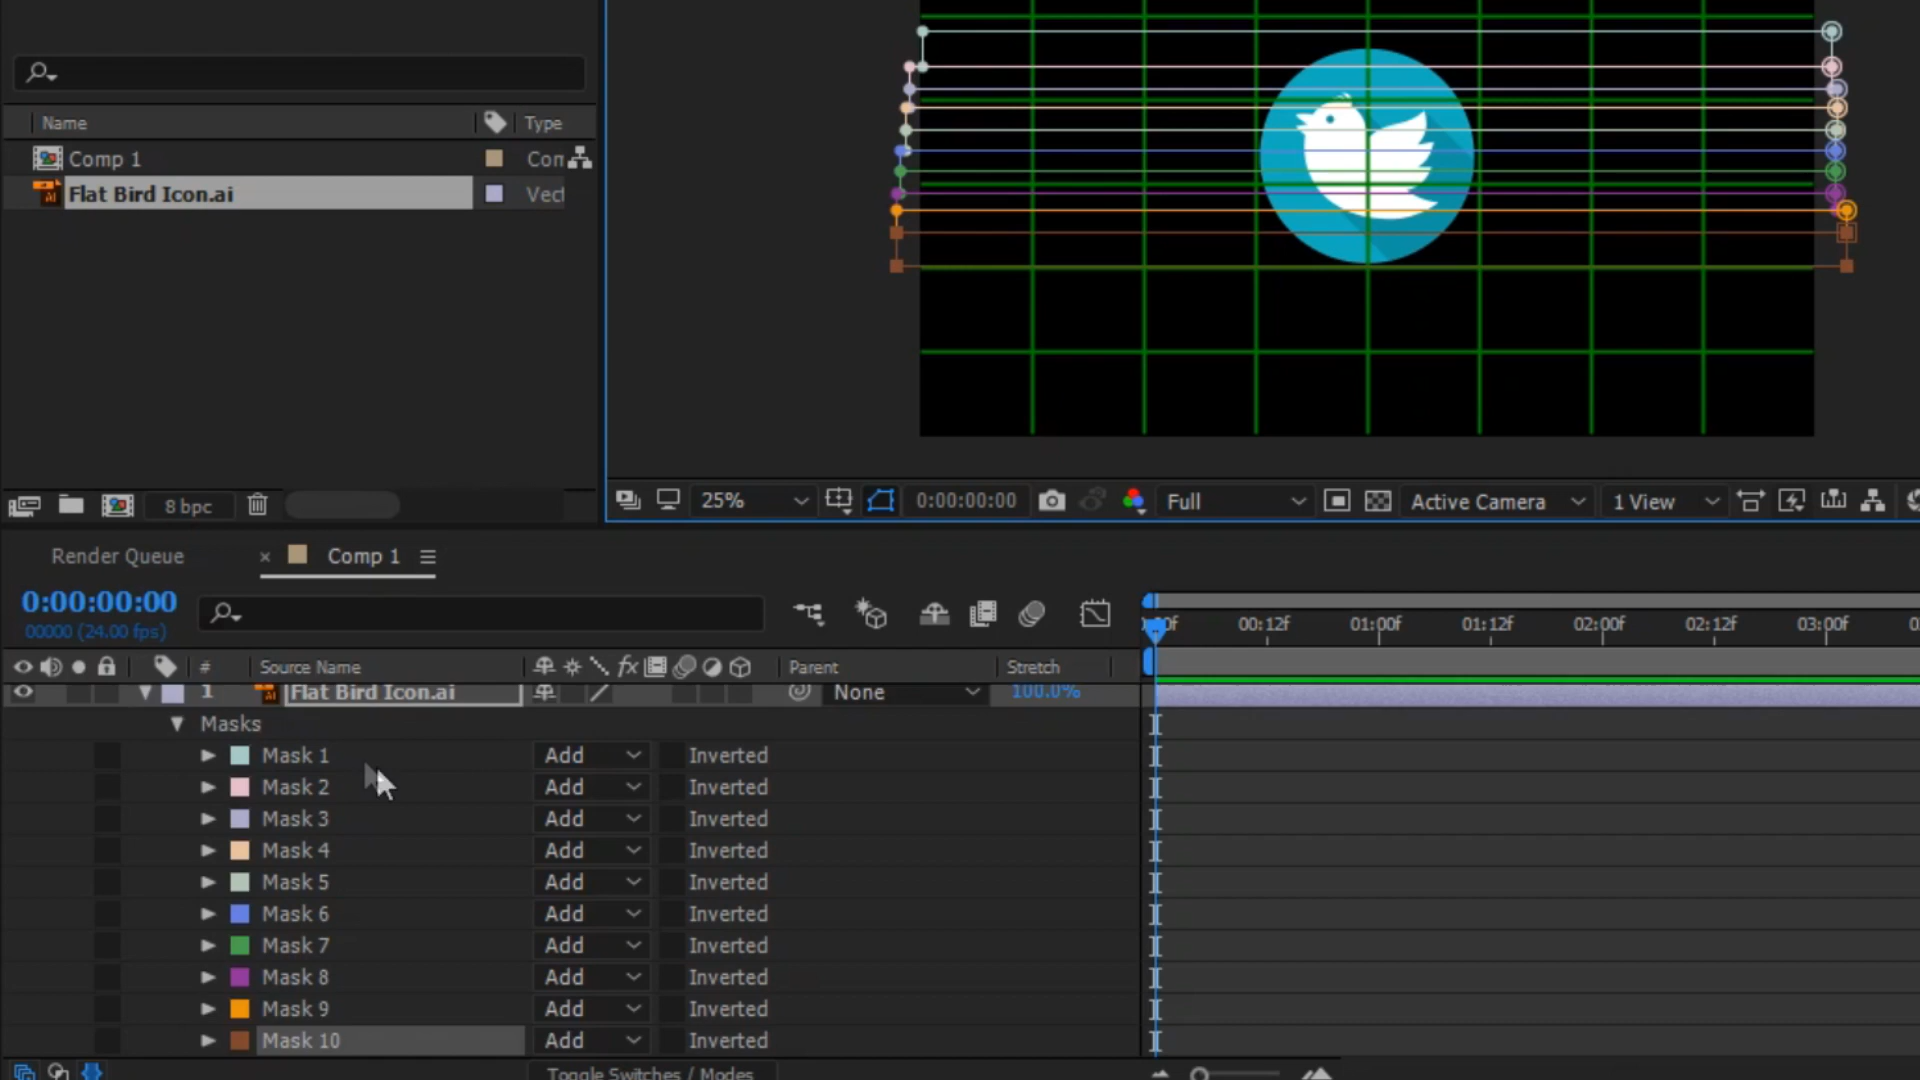 Name Type
Comp 1 Con
Flat Bird Icon.ai Vect
8 bpc
25% 0:00:00:00 Full Active Camera 1 View
Render Queue × Comp 1
0:00:00:00
00000 (24.00 fps)
00f 00:12f 01:00f 01:12f 02:00f 02:12f 03:00f
# Source Name fx Parent Stretch
1 Flat Bird Icon.ai None 100.0%
Masks
Mask 1 Add Inverted
Mask 2 Add Inverted
Mask 3 Add Inverted
Mask 4 Add Inverted
Mask 5 Add Inverted
Mask 6 Add Inverted
Mask 7 Add Inverted
Mask 8 Add Inverted
Mask 9 Add Inverted
Mask 10 Add Inverted
Toggle Switches / Modes